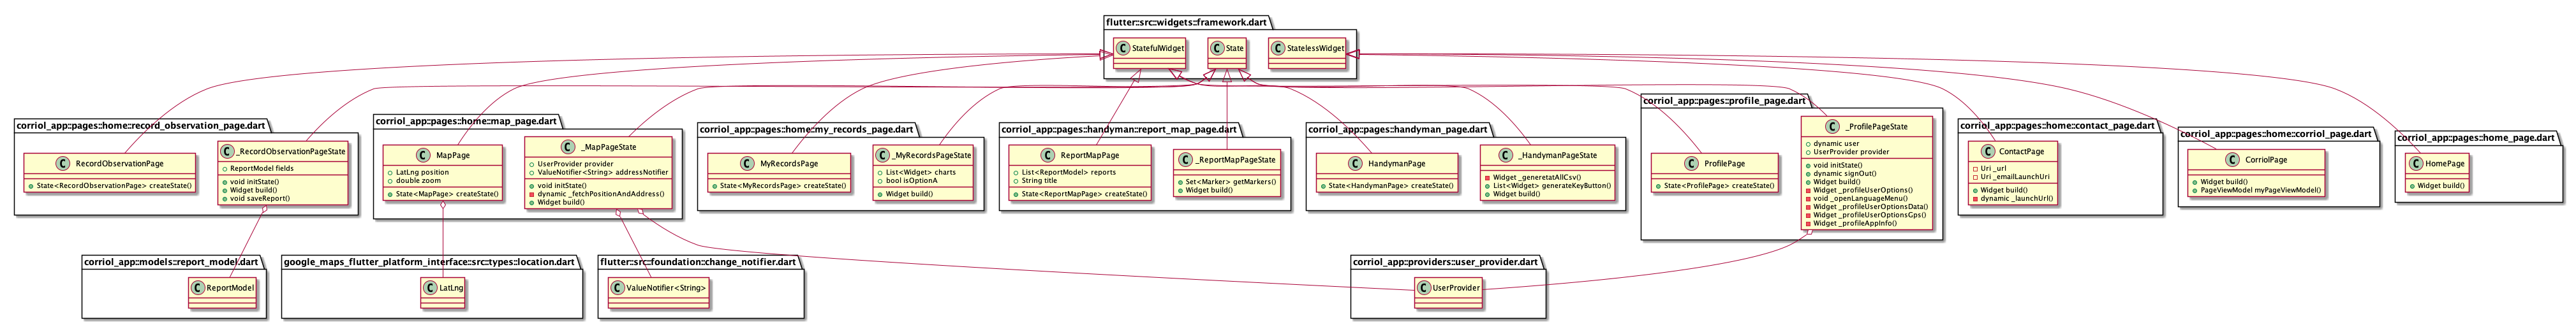 flutter::src::widgets::framework.dart
C StatefulWidget
C State
C StatelessWidget
corriol_app::pages::home::record_observation_page.dart
C RecordObservationPage
State<RecordObservationPage> createState()
C _RecordObservationPageState
ReportModel fields
void initState()
Widget build()
void saveReport()
corriol_app::pages::home::map_page.dart
C MapPage
LatLng position
double zoom
State<MapPage> createState()
C _MapPageState
UserProvider provider
ValueNotifier<String> addressNotifier
void initState()
dynamic _fetchPositionAndAddress()
Widget build()
corriol_app::pages::home::my_records_page.dart
C MyRecordsPage
State<MyRecordsPage> createState()
C _MyRecordsPageState
List<Widget> charts
bool isOptionA
Widget build()
corriol_app::pages::handyman::report_map_page.dart
C ReportMapPage
List<ReportModel> reports
String title
State<ReportMapPage> createState()
C _ReportMapPageState
Set<Marker> getMarkers()
Widget build()
corriol_app::pages::handyman_page.dart
C HandymanPage
State<HandymanPage> createState()
C _HandymanPageState
Widget _generetatAllCsv()
List<Widget> generateKeyButton()
Widget build()
corriol_app::pages::profile_page.dart
C ProfilePage
State<ProfilePage> createState()
C _ProfilePageState
dynamic user
UserProvider provider
void initState()
dynamic signOut()
Widget build()
Widget _profileUserOptions()
void _openLanguageMenu()
Widget _profileUserOptionsData()
Widget _profileUserOptionsGps()
Widget _profileAppInfo()
corriol_app::pages::home::contact_page.dart
C ContactPage
Uri _url
Uri _emailLaunchUri
Widget build()
dynamic _launchUrl()
corriol_app::pages::home::corriol_page.dart
C CorriolPage
Widget build()
PageViewModel myPageViewModel()
corriol_app::pages::home_page.dart
C HomePage
Widget build()
corriol_app::models::report_model.dart
C ReportModel
google_maps_flutter_platform_interface::src::types::location.dart
C LatLng
flutter::src::foundation::change_notifier.dart
C ValueNotifier<String>
corriol_app::providers::user_provider.dart
C UserProvider